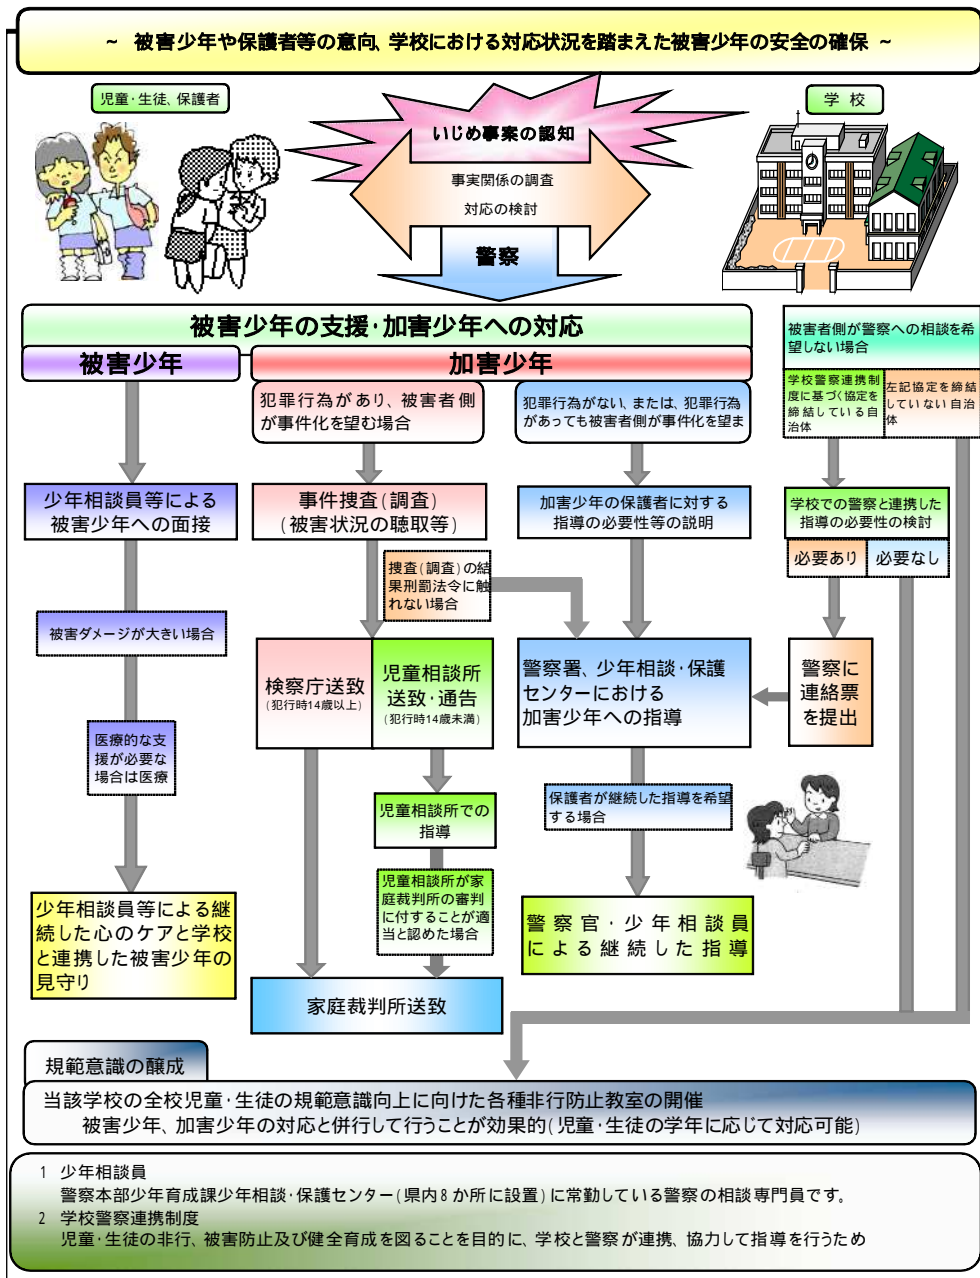 ~ 被害少年や保護者等の意向、学校における対応状況を踏まえた被害少年の安全の確保 ~
児童・生徒、保護者
学 校
いじめ事案の認知
事実関係の調査
対応の検討
警察
被害少年の支援・加害少年への対応
被害少年
加害少年
被害者側が警察への相談を希
望しない場合
学校警察連携制
度に基づく協定を
締結している自
治体
左記協定を締結
していない自治
体
犯罪行為があり、被害者側
が事件化を望む場合
犯罪行為がない、または、犯罪行為
があっても被害者側が事件化を望ま
少年相談員等による
被害少年への面接
事件捜査(調査)
(被害状況の聴取等)
加害少年の保護者に対する
指導の必要性等の説明
学校での警察と連携した
指導の必要性の検討
必要あり
必要なし
捜査(調査)の結
果刑罰法令に触
れない場合
被害ダメージが大きい場合
検察庁送致
(犯行時14歳以上)
児童相談所
送致・通告
(犯行時14歳未満)
警察署、少年相談・保護
センターにおける
加害少年への指導
警察に
連絡票
を提出
医療的な支
援が必要な
場合は医療
児童相談所での
指導
保護者が継続した指導を希望
する場合
児童相談所が家
庭裁判所の審判
に付することが適
当と認めた場合
少年相談員等による継
続した心のケアと学校
と連携した被害少年の
見守り
警察官・少年相談員
による継続した指導
家庭裁判所送致
規範意識の醸成
当該学校の全校児童・生徒の規範意識向上に向けた各種非行防止教室の開催
被害少年、加害少年の対応と併行して行うことが効果的(児童・生徒の学年に応じて対応可能)
1 少年相談員
警察本部少年育成課少年相談・保護センター(県内8か所に設置)に常勤している警察の相談専門員です。
2 学校警察連携制度
児童・生徒の非行、被害防止及び健全育成を図ることを目的に、学校と警察が連携、協力して指導を行うため